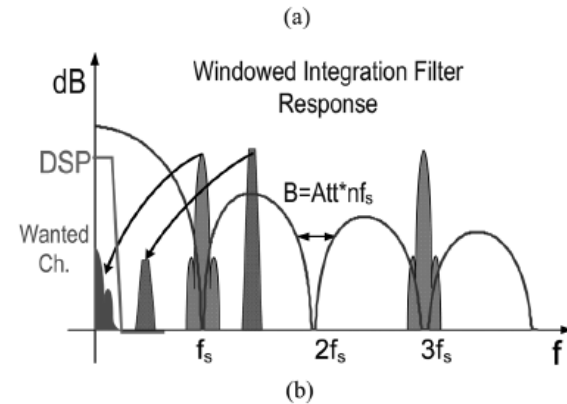 (a)
dB
Windowed Integration Filter
Response
DSP
B=Att*nfₛ
Wanted
Ch.
fₛ
2fₛ
3fₛ
f
(b)